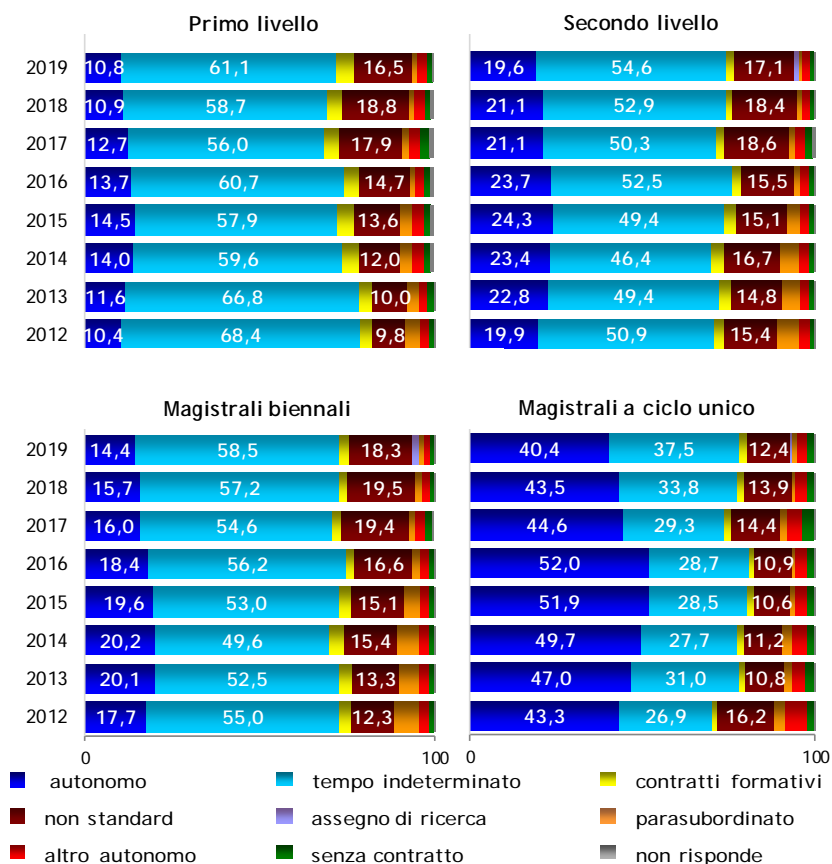 Primo livello
2019 10,8 61,1 16,5
2018 10,9 58,7 18,8
2017 12,7 56,0 17,9
2016 13,7 60,7 14,7
2015 14,5 57,9 13,6
2014 14,0 59,6 12,0
2013 11,6 66,8 10,0
2012 10,4 68,4 9,8
Secondo livello
19,6 54,6 17,1
21,1 52,9 18,4
21,1 50,3 18,6
23,7 52,5 15,5
24,3 49,4 15,1
23,4 46,4 16,7
22,8 49,4 14,8
19,9 50,9 15,4
Magistrali biennali
2019 14,4 58,5 18,3
2018 15,7 57,2 19,5
2017 16,0 54,6 19,4
2016 18,4 56,2 16,6
2015 19,6 53,0 15,1
2014 20,2 49,6 15,4
2013 20,1 52,5 13,3
2012 17,7 55,0 12,3
0 100
Magistrali a ciclo unico
40,4 37,5 12,4
43,5 33,8 13,9
44,6 29,3 14,4
52,0 28,7 10,9
51,9 28,5 10,6
49,7 27,7 11,2
47,0 31,0 10,8
43,3 26,9 16,2
0 100
autonomo tempo indeterminato contratti formativi
non standard assegno di ricerca parasubordinato
altro autonomo senza contratto non risponde